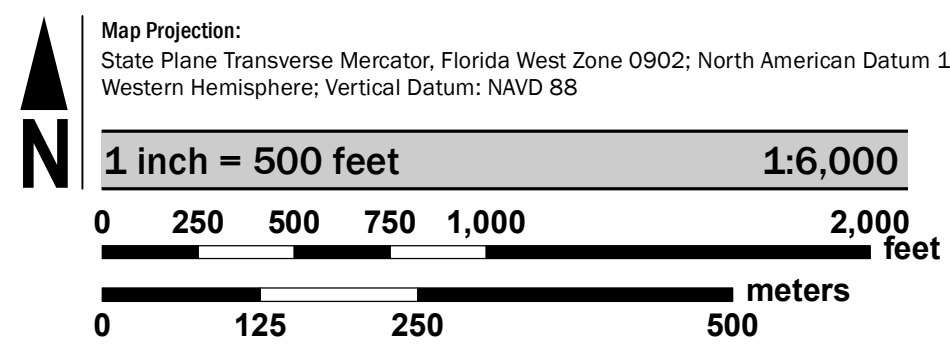 Map Projection:
State Plane Transverse Mercator, Florida West Zone 0902; North American Datum 1
Western Hemisphere; Vertical Datum: NAVD 88
N
1 inch = 500 feet 1:6,000
0 250 500 750 1,000 2,000
feet
meters
0 125 250 500